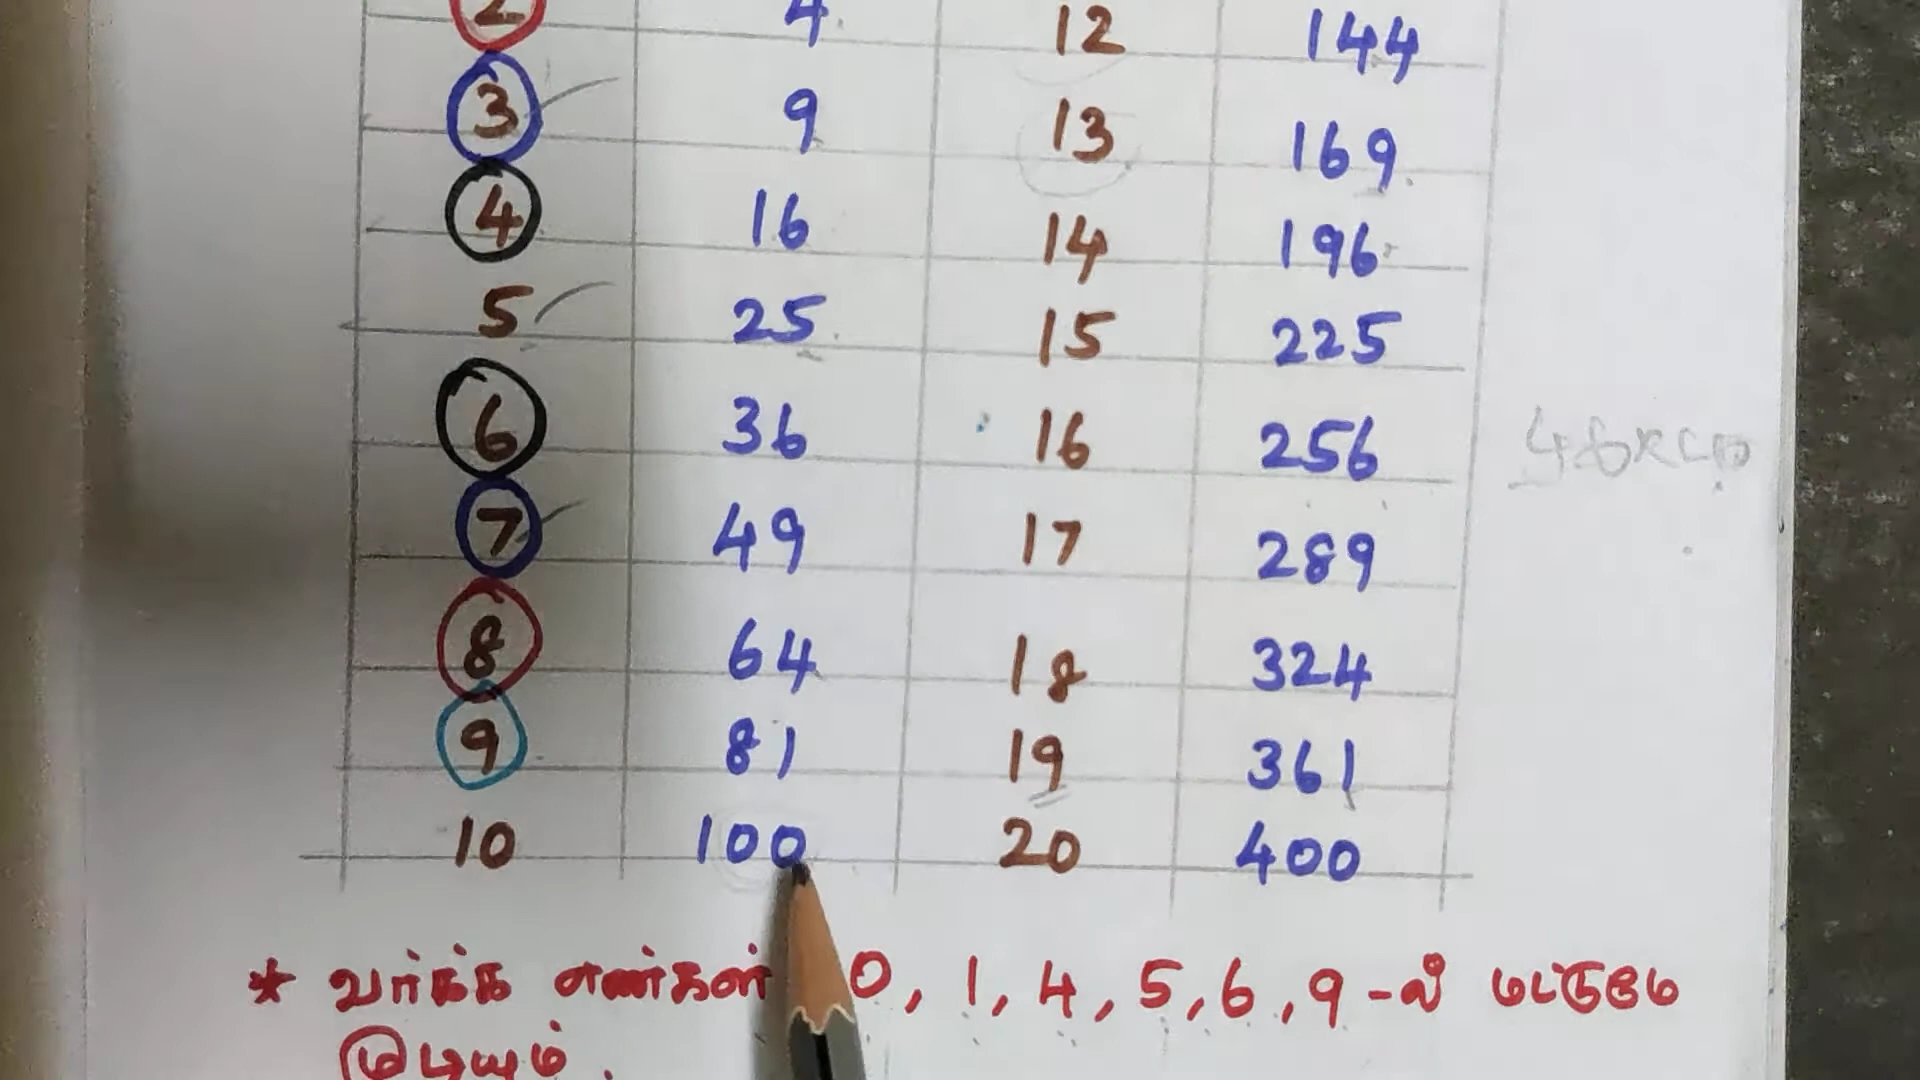 2 4 12 144
3 9 13 169
4 16 14 196
5 25 15 225
6 36 16 256
7 49 17 289
8 64 18 324
9 81 19 361
10 100 20 400
* வர்க்க எண்கள் 0, 1, 4, 5, 6, 9 -ல் மட்டுமே
முடியும்.